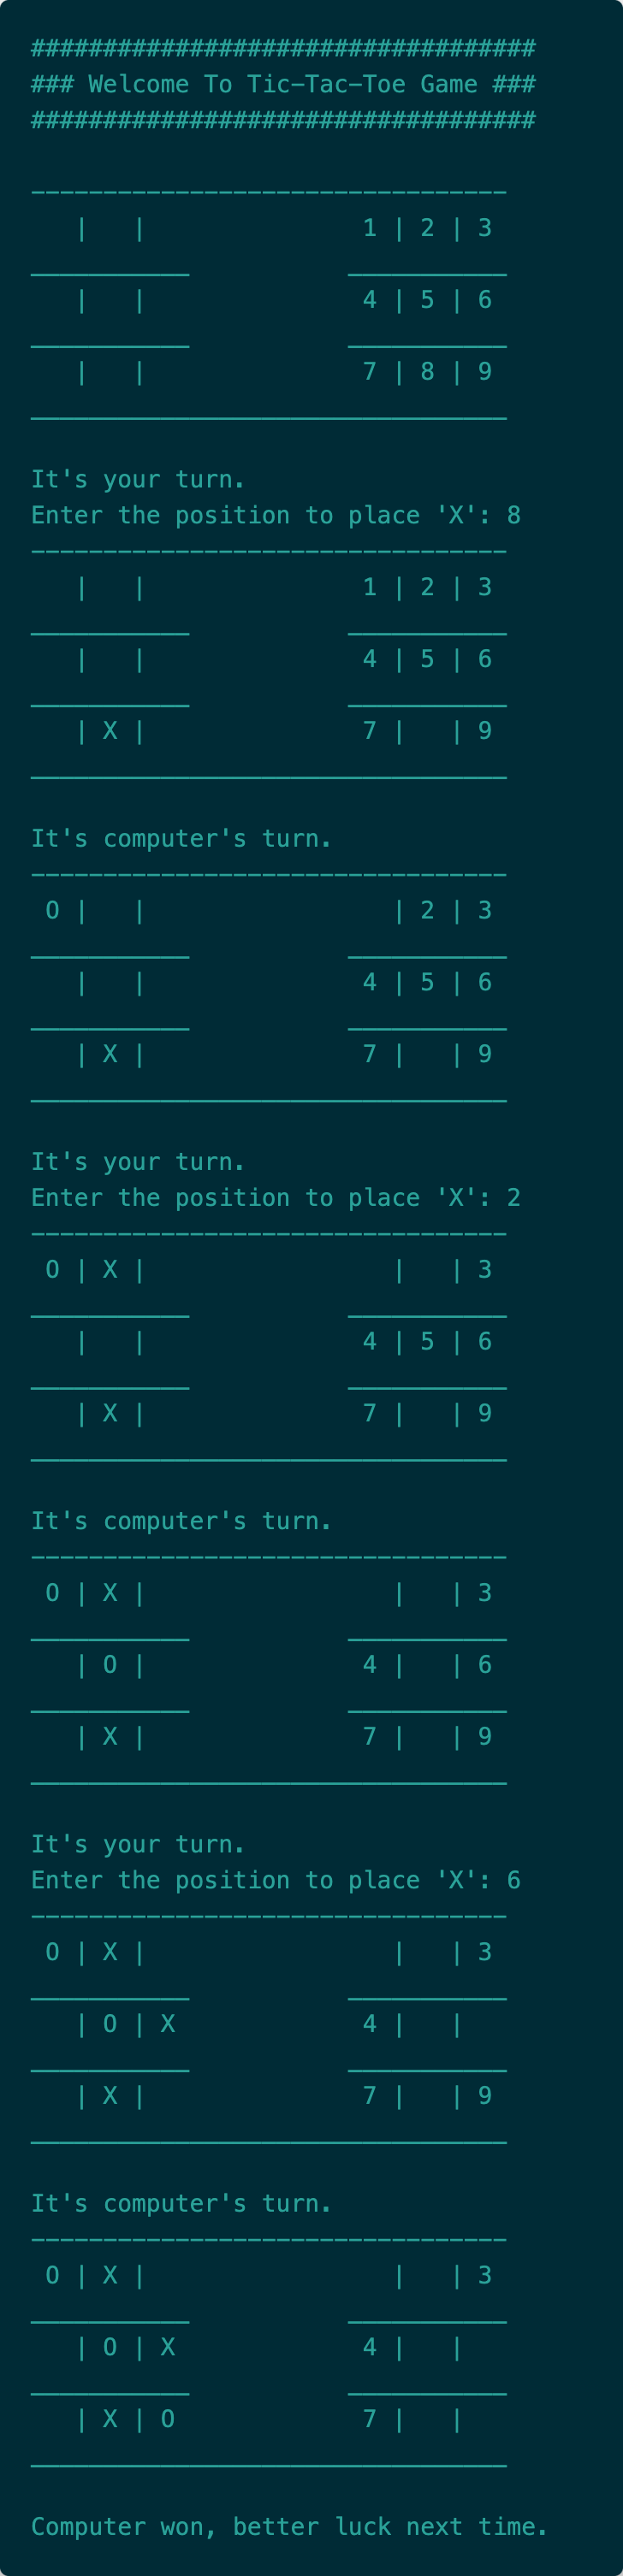 ###################################
### Welcome To Tic-Tac-Toe Game ###
###################################

---------------------------------
   |   |               1 | 2 | 3
___________           ___________
   |   |               4 | 5 | 6
___________           ___________
   |   |               7 | 8 | 9
_________________________________

It's your turn.
Enter the position to place 'X': 8
---------------------------------
   |   |               1 | 2 | 3
___________           ___________
   |   |               4 | 5 | 6
___________           ___________
   | X |               7 |   | 9
_________________________________

It's computer's turn.
---------------------------------
 O |   |                 | 2 | 3
___________           ___________
   |   |               4 | 5 | 6
___________           ___________
   | X |               7 |   | 9
_________________________________

It's your turn.
Enter the position to place 'X': 2
---------------------------------
 O | X |                 |   | 3
___________           ___________
   |   |               4 | 5 | 6
___________           ___________
   | X |               7 |   | 9
_________________________________

It's computer's turn.
---------------------------------
 O | X |                 |   | 3
___________           ___________
   | O |               4 |   | 6
___________           ___________
   | X |               7 |   | 9
_________________________________

It's your turn.
Enter the position to place 'X': 6
---------------------------------
 O | X |                 |   | 3
___________           ___________
   | O | X             4 |   |
___________           ___________
   | X |               7 |   | 9
_________________________________

It's computer's turn.
---------------------------------
 O | X |                 |   | 3
___________           ___________
   | O | X             4 |   |
___________           ___________
   | X | O             7 |   |
_________________________________

Computer won, better luck next time.